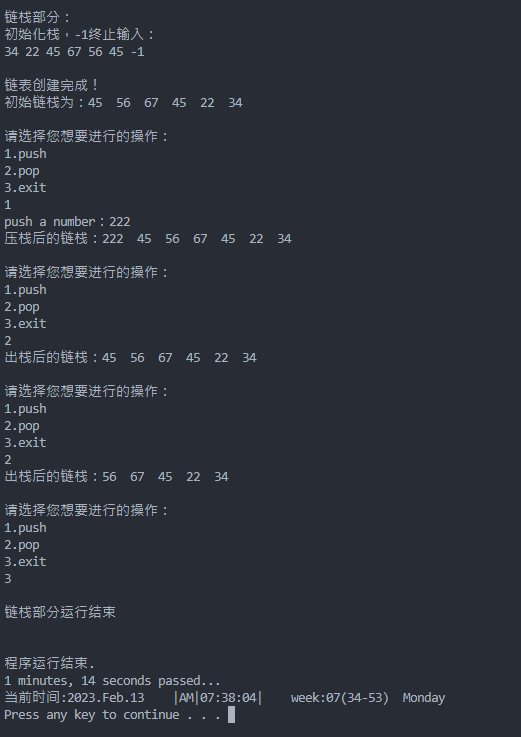 链栈部分：
初始化栈，-1终止输入：
34 22 45 67 56 45 -1
链表创建完成！
初始链栈为：45  56  67  45  22  34
请选择您想要进行的操作：
1.push
2.pop
3.exit
1
push a number：222
压栈后的链栈：222  45  56  67  45  22  34
请选择您想要进行的操作：
1.push
2.pop
3.exit
2
出栈后的链栈：45  56  67  45  22  34
请选择您想要进行的操作：
1.push
2.pop
3.exit
2
出栈后的链栈：56  67  45  22  34
请选择您想要进行的操作：
1.push
2.pop
3.exit
3
链栈部分运行结束
程序运行结束.
1 minutes, 14 seconds passed...
当前时间:2023.Feb.13    |AM|07:38:04|    week:07(34-53)  Monday
Press any key to continue . . .